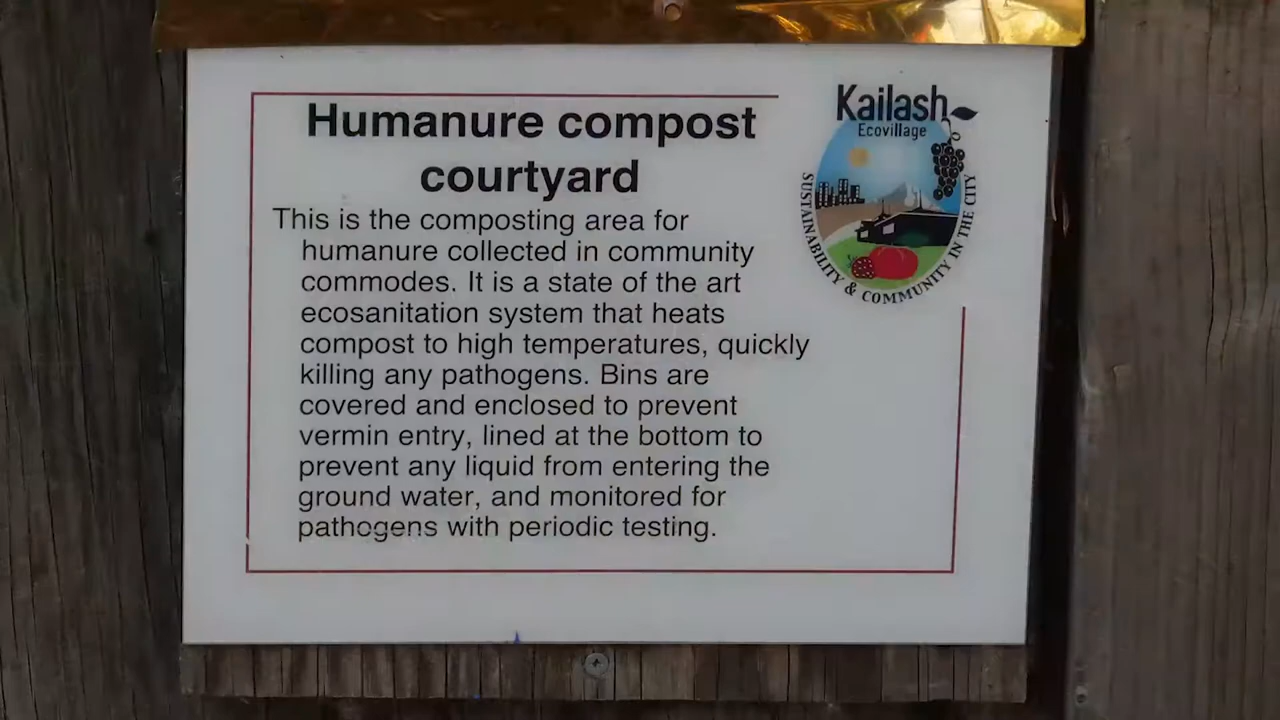 Humanure compost
courtyard
This is the composting area for
humanure collected in community
commodes. It is a state of the art
ecosanitation system that heats
compost to high temperatures, quickly
killing any pathogens. Bins are
covered and enclosed to prevent
vermin entry, lined at the bottom to
prevent any liquid from entering the
ground water, and monitored for
pathogens with periodic testing.
Kailash
Ecovillage
SUSTAINABILITY & COMMUNITY IN THE CITY